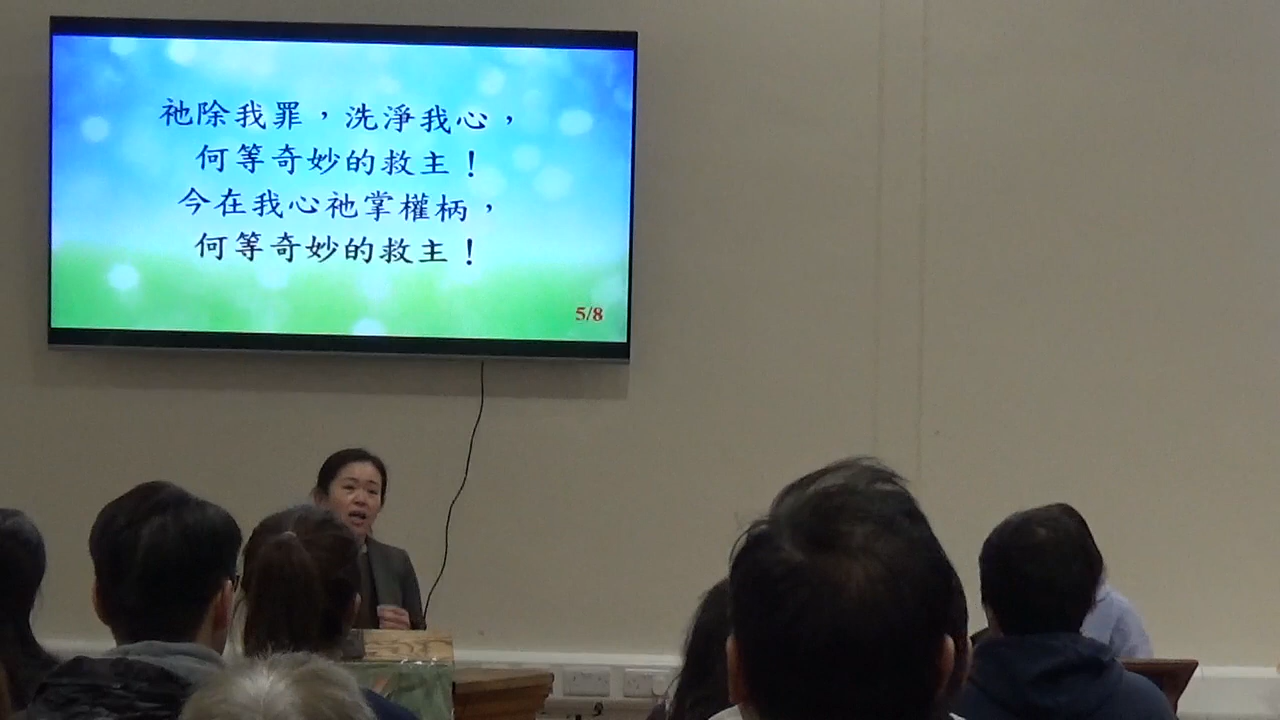 祂除我罪，洗淨我心，
何等奇妙的救主！
今在我心祂掌權柄，
何等奇妙的救主！
5/8